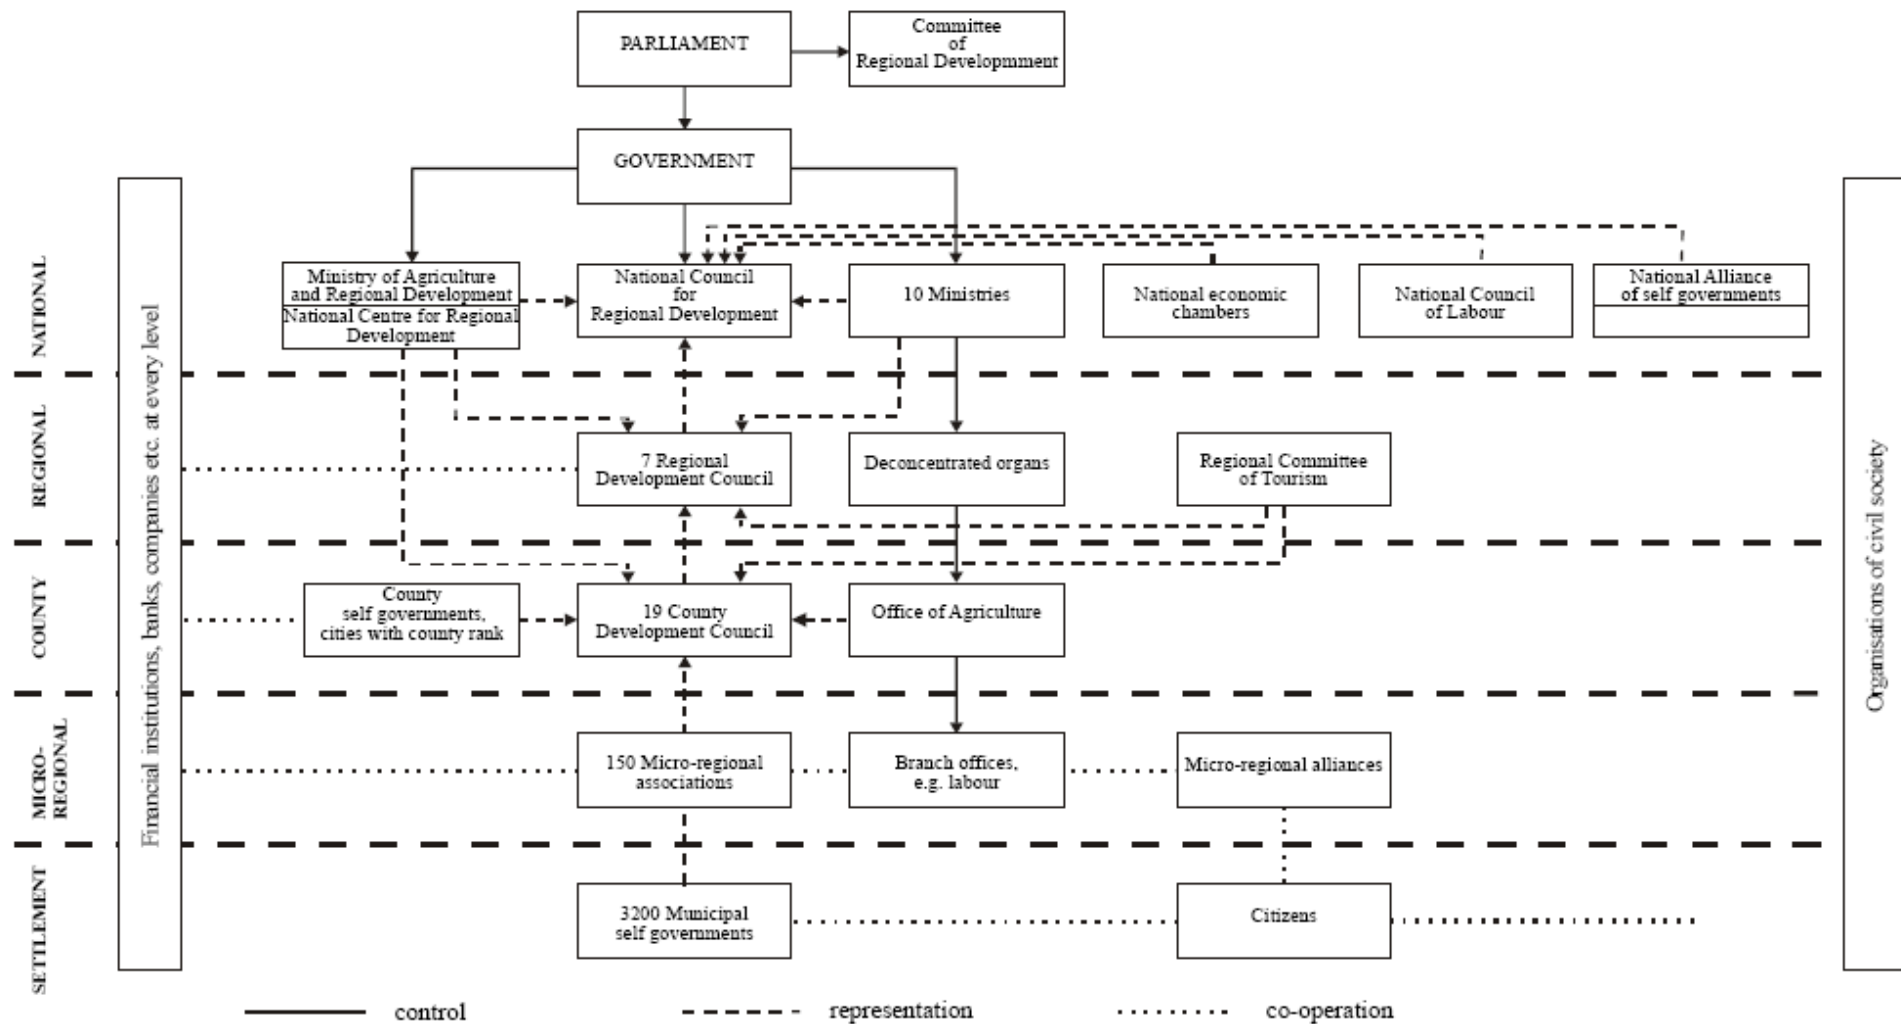 PARLIAMENT
Committee
of
Regional Developmment
GOVERNMENT
NATIONAL
Ministry of Agriculture
and Regional Development
National Centre for Regional
Development
National Council
for
Regional Development
10 Ministries
National economic
chambers
National Council
of Labour
National Alliance
of self governments
REGIONAL
7 Regional
Development Council
Deconcentrated organs
Regional Committee
of Tourism
COUNTY
County
self governments,
cities with county rank
19 County
Development Council
Office of Agriculture
MICRO-
REGIONAL
150 Micro-regional
associations
Branch offices,
e.g. labour
Micro-regional alliances
SETTLEMENT
3200 Municipal
self governments
Citizens
Financial institutions, banks, companies etc. at every level
Organisations of civil society
control
representation
co-operation